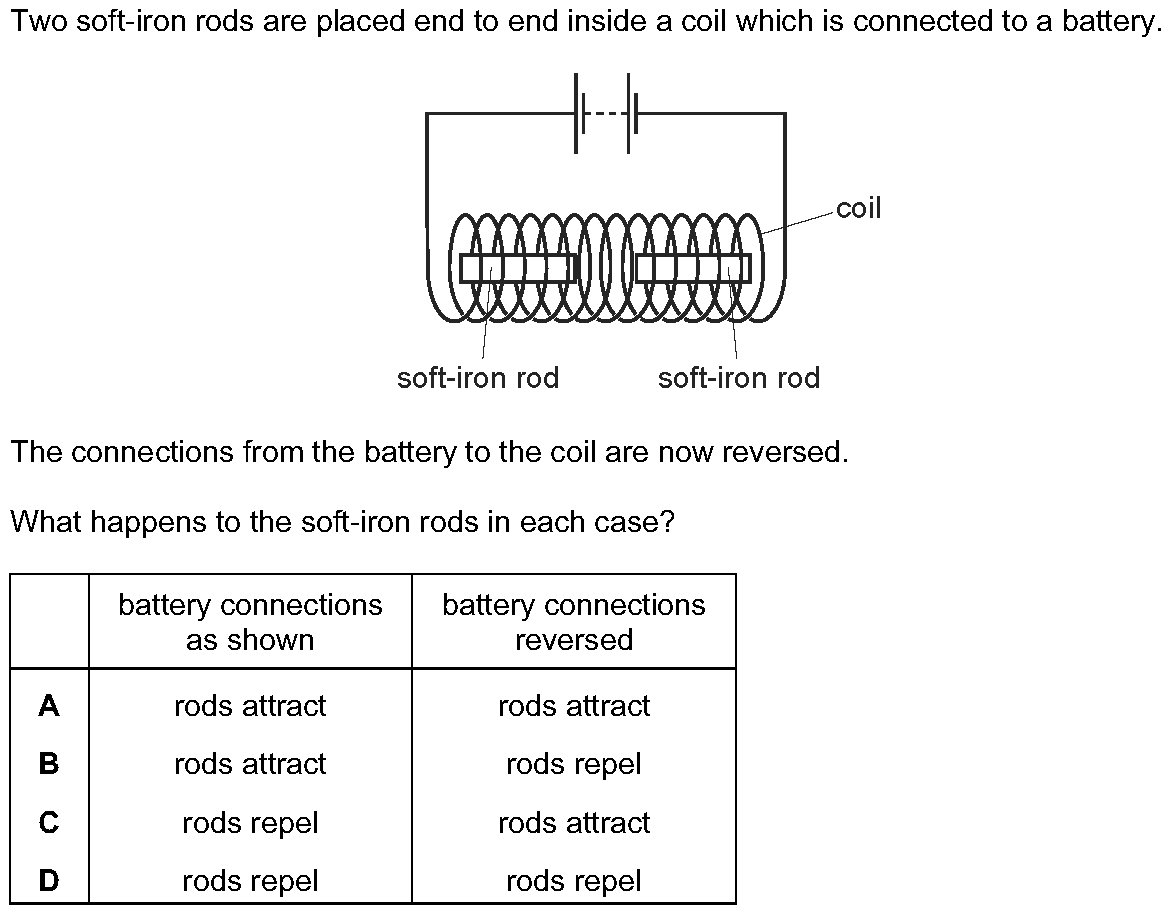 Two soft-iron rods are placed end to end inside a coil which is connected to a battery.
coil
soft-iron rod
soft-iron rod
The connections from the battery to the coil are now reversed.
What happens to the soft-iron rods in each case?
battery connections as shown
battery connections reversed
A rods attract rods attract
B rods attract rods repel
C rods repel rods attract
D rods repel rods repel